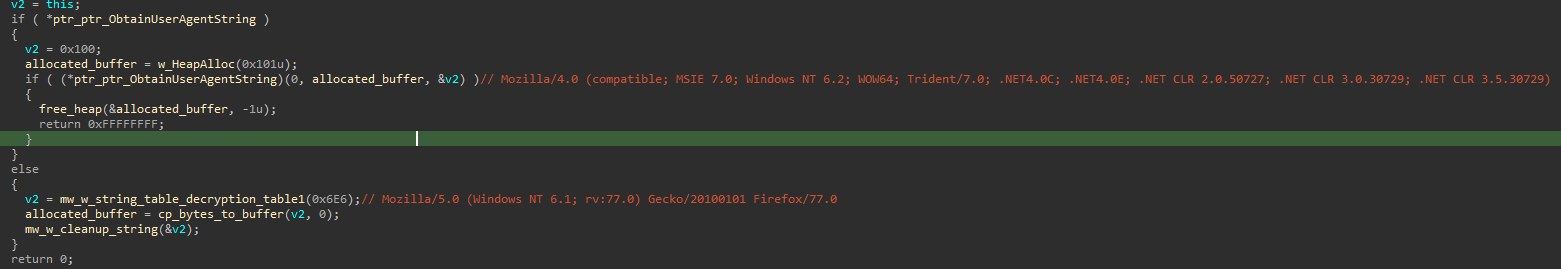 v2 = this;
if ( *ptr_ptr_ObtainUserAgentString )
{
v2 = 0x100;
allocated_buffer = w_HeapAlloc(0x101u);
if ( (*ptr_ptr_ObtainUserAgentString)(0, allocated_buffer, &v2) )// Mozilla/4.0 (compatible; MSIE 7.0; Windows NT 6.2; WOW64; Trident/7.0; .NET4.0C; .NET4.0E; .NET CLR 2.0.50727; .NET CLR 3.0.30729; .NET CLR 3.5.30729)
{
free_heap(&allocated_buffer, -1u);
return 0xFFFFFFFF;
}
}
else
{
v2 = mw_w_string_table_decryption_table1(0x6E6);// Mozilla/5.0 (Windows NT 6.1; rv:77.0) Gecko/20100101 Firefox/77.0
allocated_buffer = cp_bytes_to_buffer(v2, 0);
mw_w_cleanup_string(&v2);
}
return 0;